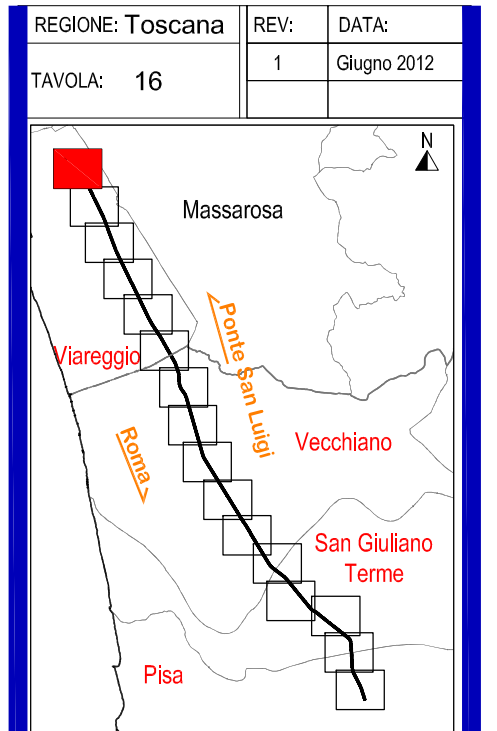 REGIONE: Toscana
REV:
DATA:
TAVOLA: 16
1
Giugno 2012
N
Massarosa
Ponte San Luigi
Viareggio
Roma
Vecchiano
San Giuliano
Terme
Pisa